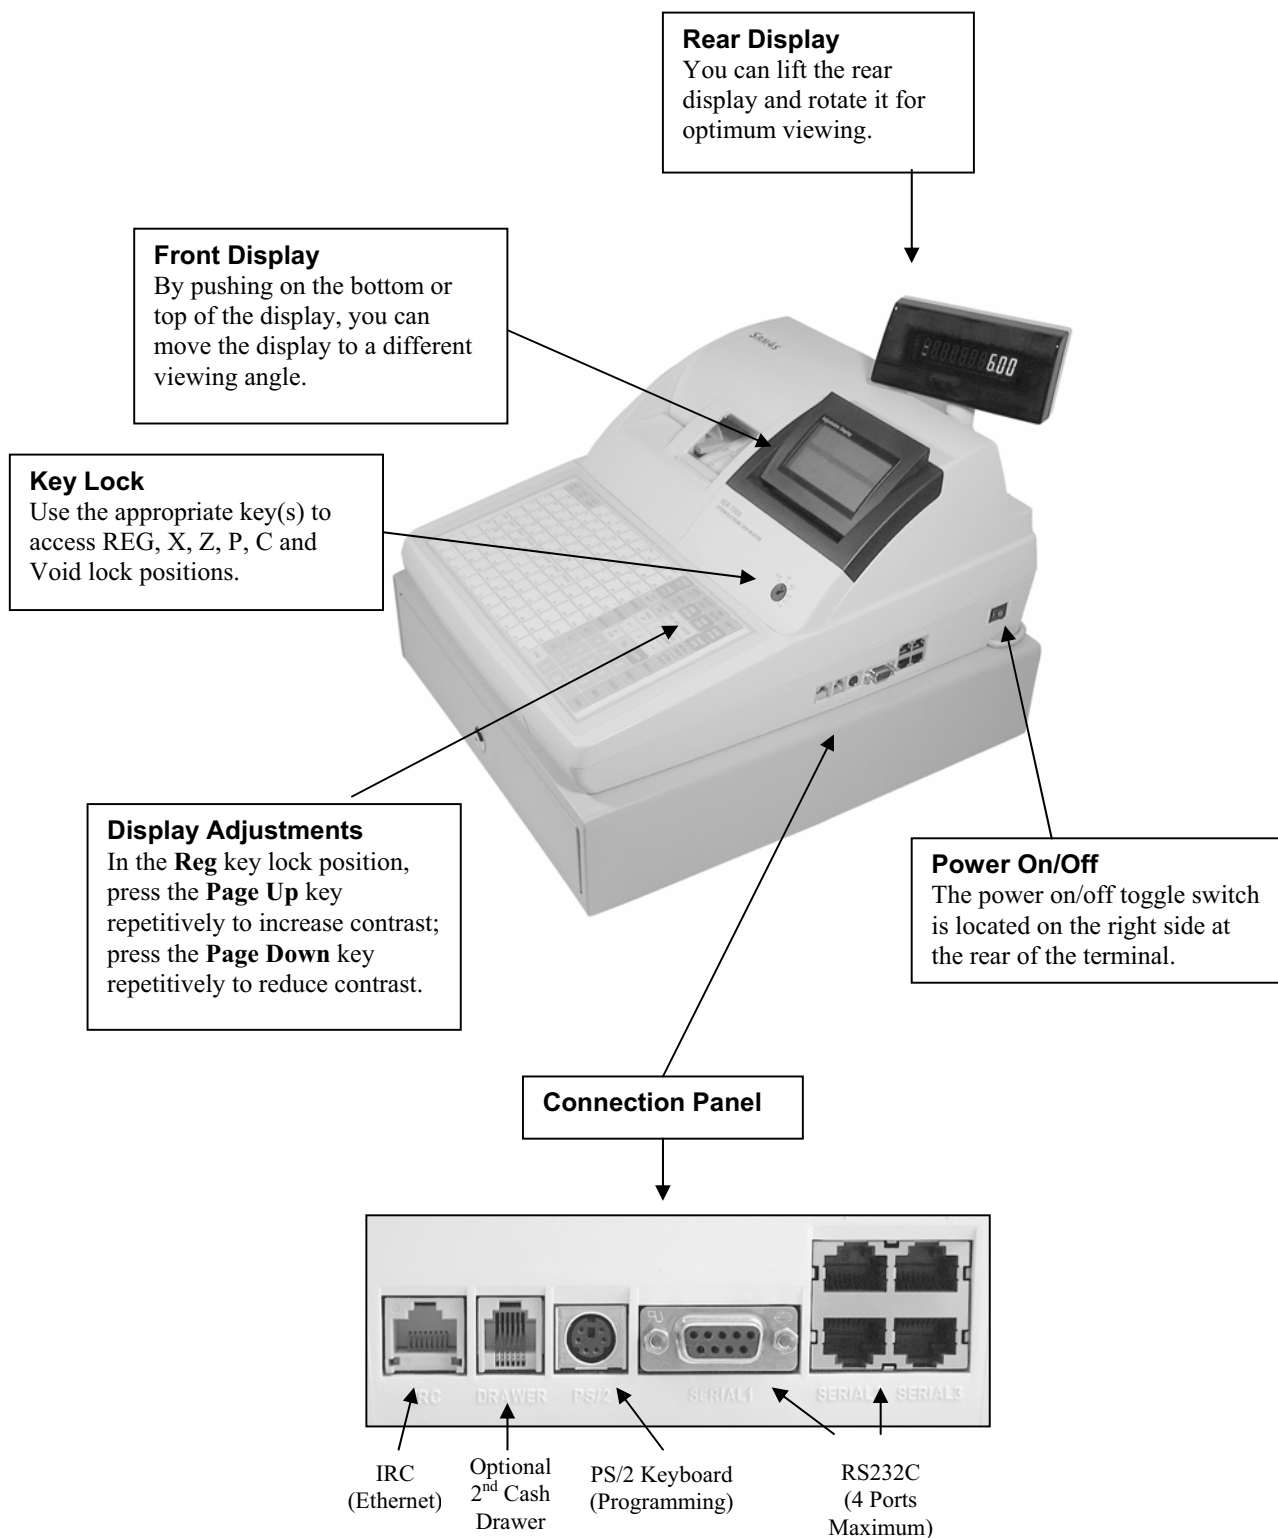 Rear Display
You can lift the rear
display and rotate it for
optimum viewing.
Front Display
By pushing on the bottom or
top of the display, you can
move the display to a different
viewing angle.
SAM4S
6.00
Adjustable Display
Key Lock
Use the appropriate key(s) to
access REG, X, Z, P, C and
Void lock positions.
Display Adjustments
In the Reg key lock position,
press the Page Up key
repetitively to increase contrast;
press the Page Down key
repetitively to reduce contrast.
Power On/Off
The power on/off toggle switch
is located on the right side at
the rear of the terminal.
Connection Panel
DRAWER PS/2 SERIAL1 SERIAL SERIAL3
IRC
(Ethernet)
Optional
2nd Cash
Drawer
PS/2 Keyboard
(Programming)
RS232C
(4 Ports
Maximum)